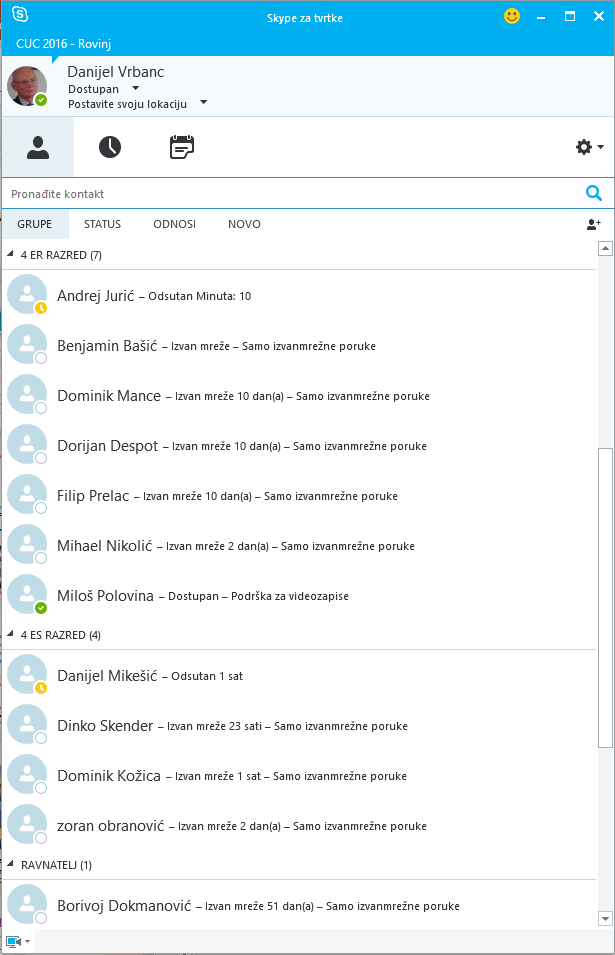 Skype za tvrtke
CUC 2016 - Rovinj
Danijel Vrbanc
Dostupan
Postavite svoju lokaciju
Pronađite kontakt
GRUPE STATUS ODNOSI NOVO
4 ER RAZRED (7)
Andrej Jurić – Odsutan Minuta: 10
Benjamin Bašić – Izvan mreže – Samo izvanmrežne poruke
Dominik Mance – Izvan mreže 10 dan(a) – Samo izvanmrežne poruke
Dorijan Despot – Izvan mreže 10 dan(a) – Samo izvanmrežne poruke
Filip Prelac – Izvan mreže 10 dan(a) – Samo izvanmrežne poruke
Mihael Nikolić – Izvan mreže 2 dan(a) – Samo izvanmrežne poruke
Miloš Polovina – Dostupan – Podrška za videozapise
4 ES RAZRED (4)
Danijel Mikešić – Odsutan 1 sat
Dinko Skender – Izvan mreže 23 sati – Samo izvanmrežne poruke
Dominik Kožica – Izvan mreže 1 sat – Samo izvanmrežne poruke
zoran obranović – Izvan mreže 2 dan(a) – Samo izvanmrežne poruke
RAVNATELJ (1)
Borivoj Dokmanović – Izvan mreže 51 dan(a) – Samo izvanmrežne poruke